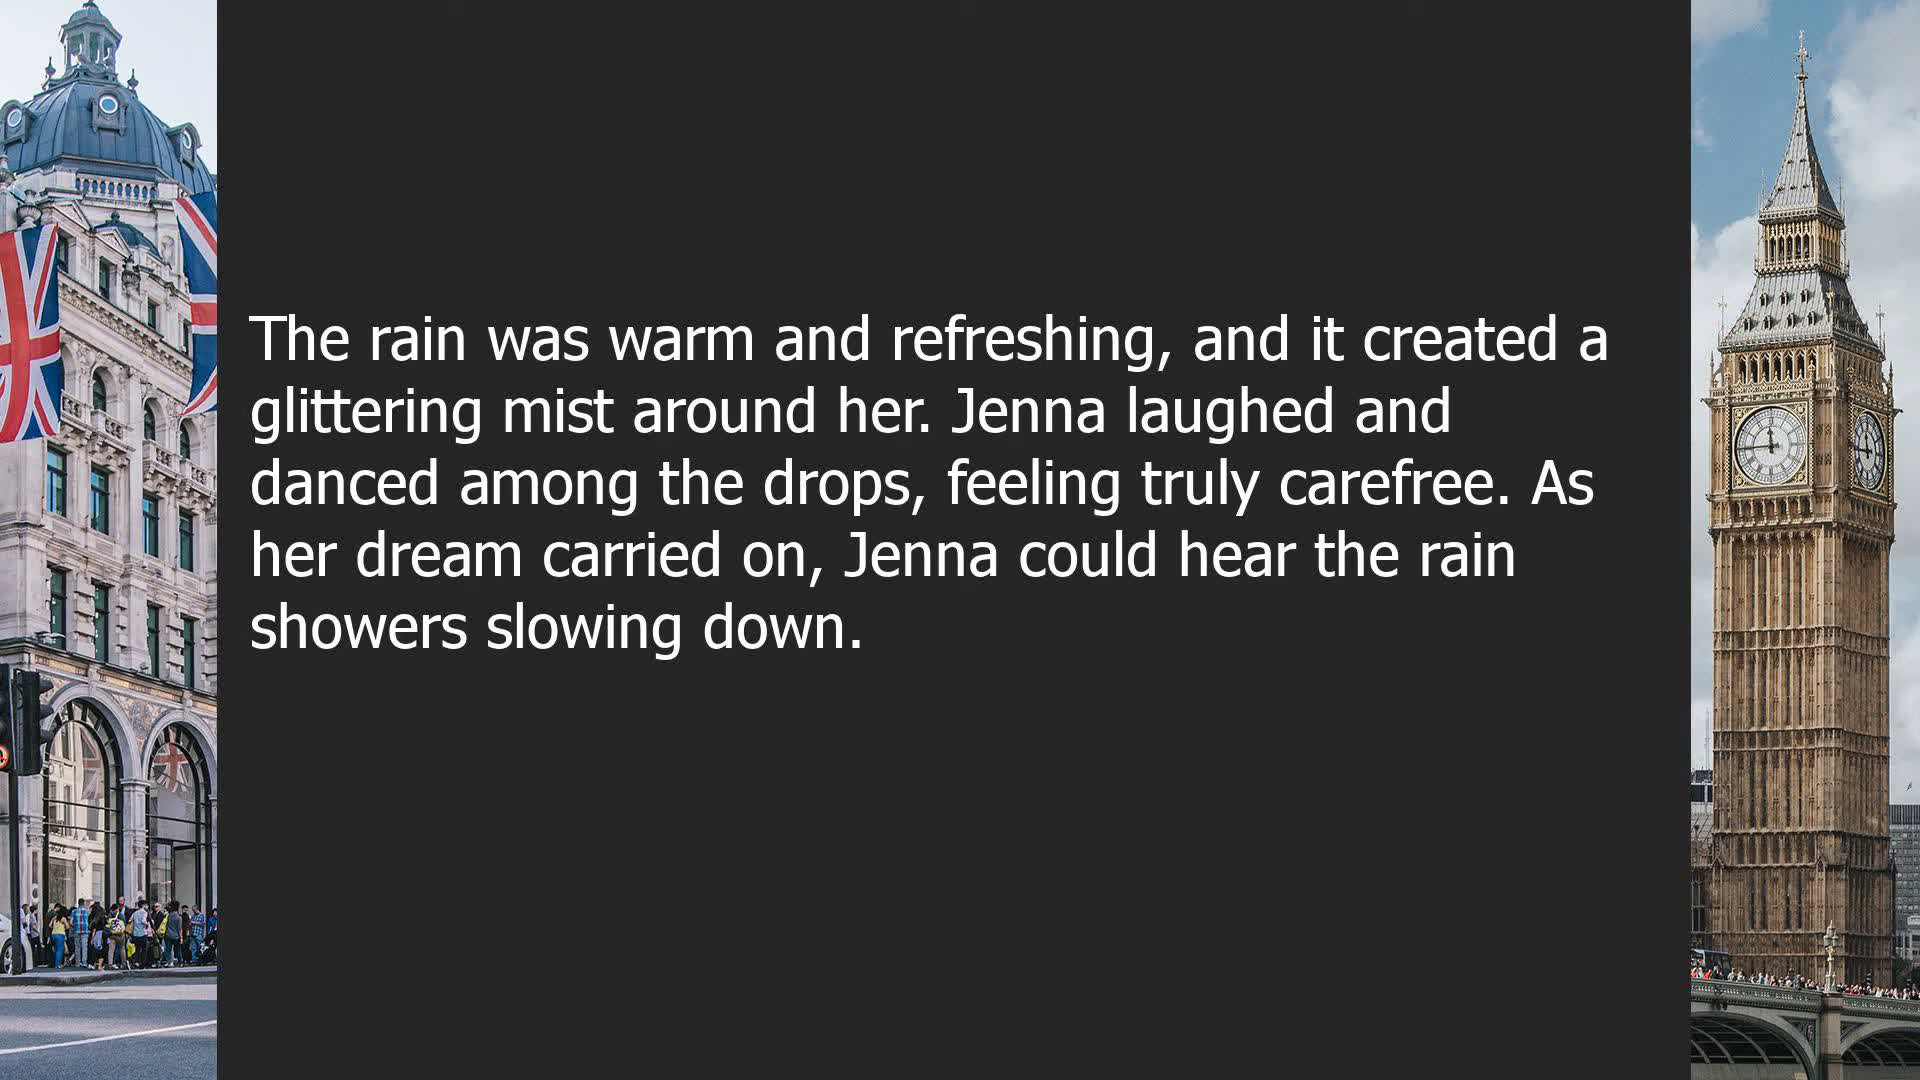 The rain was warm and refreshing, and it created a
glittering mist around her. Jenna laughed and
danced among the drops, feeling truly carefree. As
her dream carried on, Jenna could hear the rain
showers slowing down.